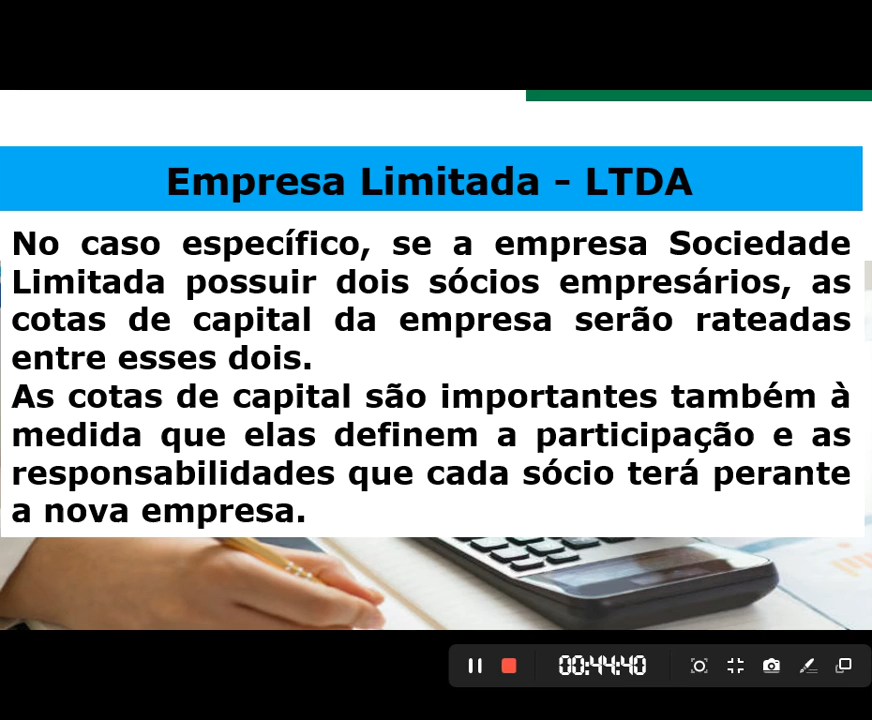 Empresa Limitada - LTDA
No caso específico, se a empresa Sociedade
Limitada possuir dois sócios empresários, as
cotas de capital da empresa serão rateadas
entre esses dois.
As cotas de capital são importantes também à
medida que elas definem a participação e as
responsabilidades que cada sócio terá perante
a nova empresa.
00:44:40